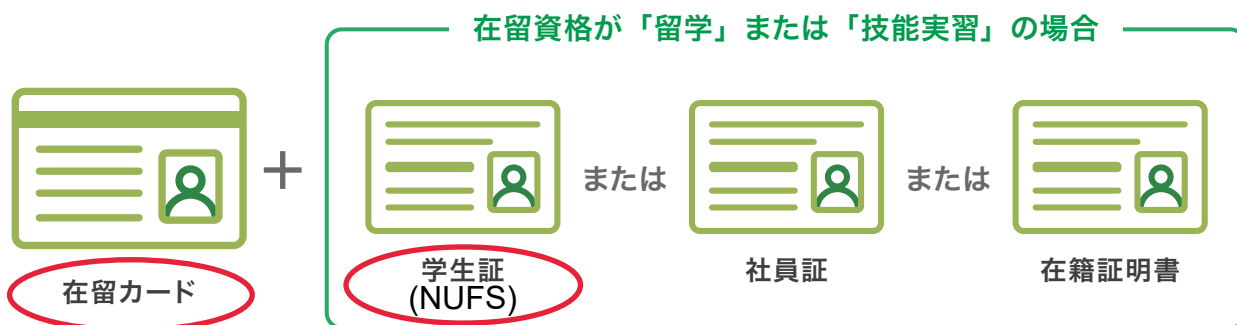 在留資格が「留学」または「技能実習」の場合
+
または
または
在留カード
学生証
(NUFS)
社員証
在籍証明書